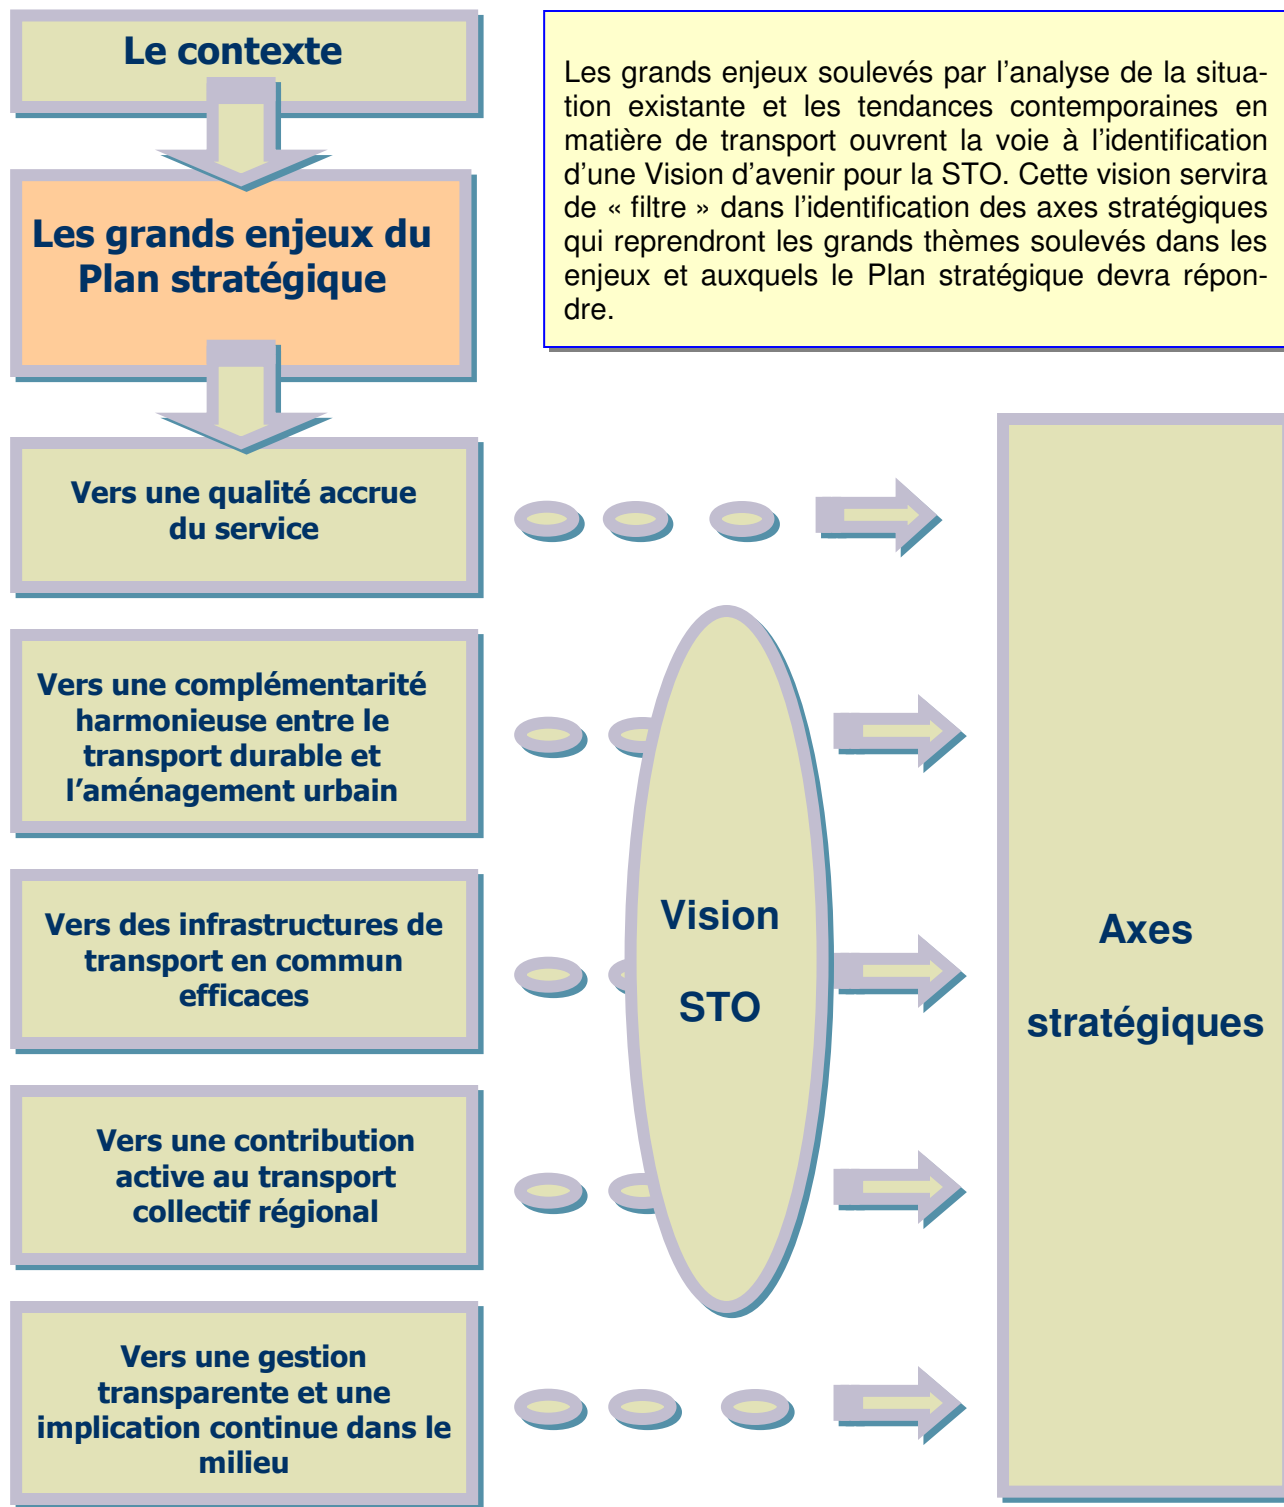 Le contexte
Les grands enjeux soulevés par l’analyse de la situa-
tion existante et les tendances contemporaines en
matière de transport ouvrent la voie à l’identification
d’une Vision d’avenir pour la STO. Cette vision servira
de « filtre » dans l’identification des axes stratégiques
qui reprendront les grands thèmes soulevés dans les
enjeux et auxquels le Plan stratégique devra répon-
dre.
Les grands enjeux du
Plan stratégique
Vers une qualité accrue
du service
Vers une complémentarité
harmonieuse entre le
transport durable et
l’aménagement urbain
Vers des infrastructures de
transport en commun
efficaces
Vers une contribution
active au transport
collectif régional
Vers une gestion
transparente et une
implication continue dans le
milieu
Vision
STO
Axes
stratégiques